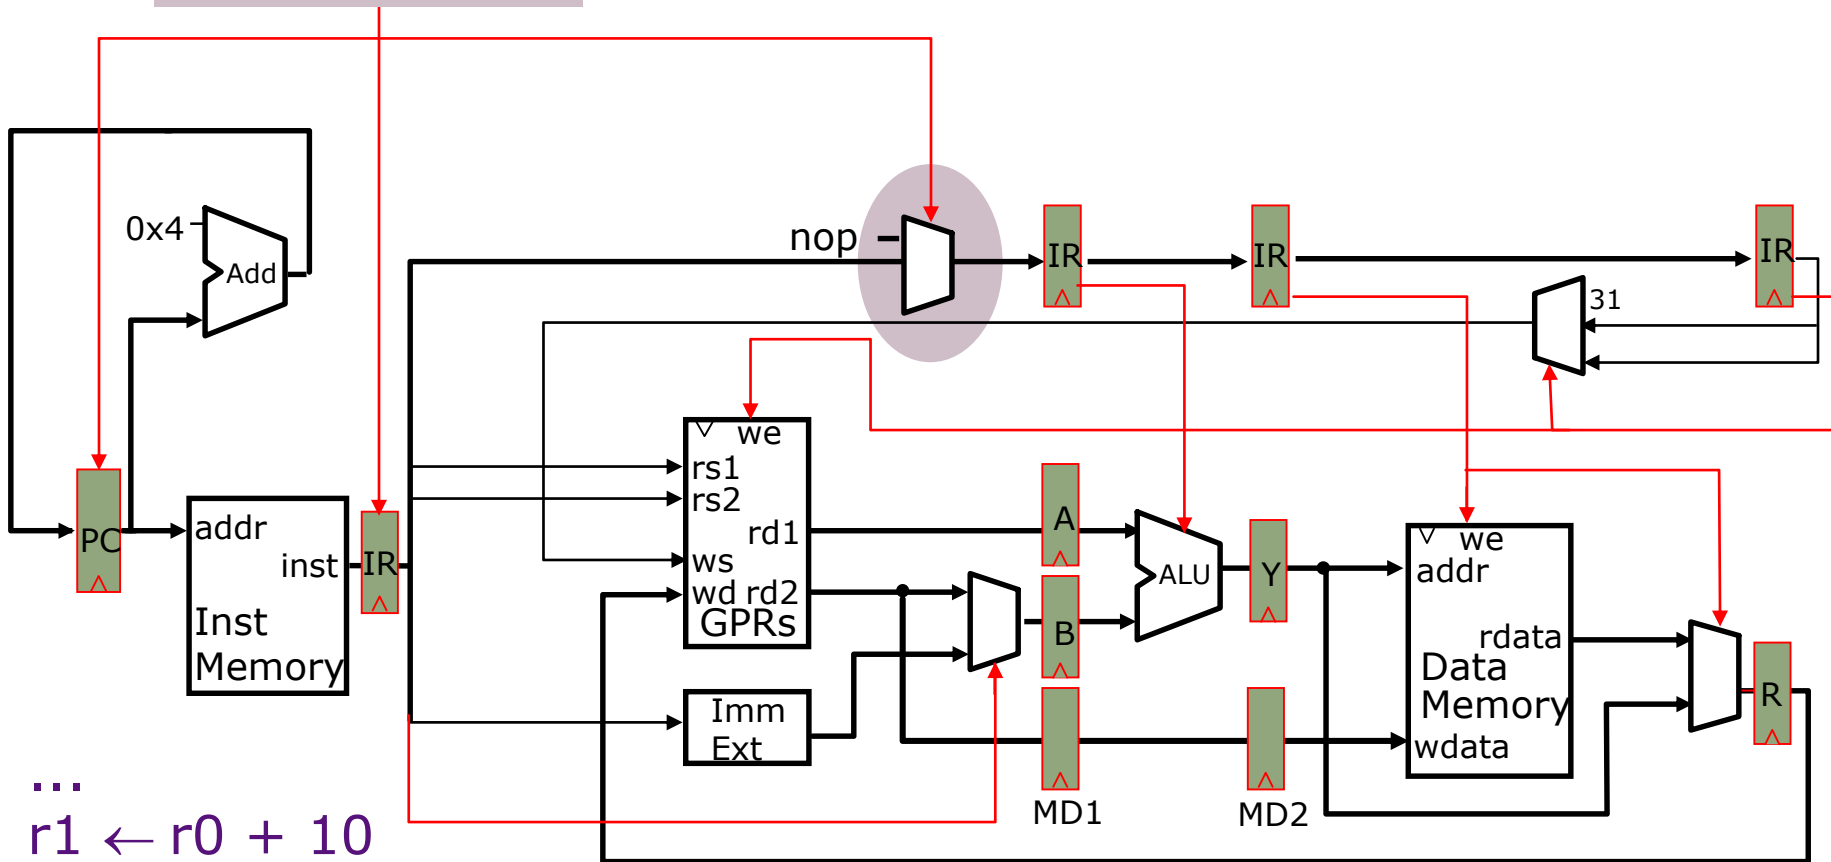 0x4
Add
nop
IR
IR
IR
31
we
rs1
rs2
rd1
ws
wd rd2
GPRs
A
B
ALU
Y
PC
addr
inst
Inst
Memory
IR
we
addr
rdata
Data
Memory
wdata
R
Imm
Ext
MD1
MD2
...
r1 ← r0 + 10